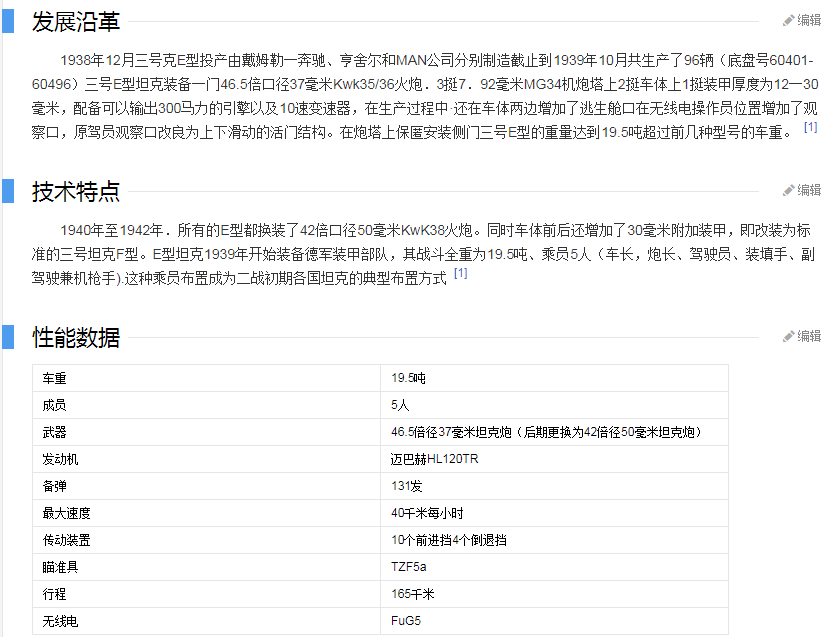 发展沿革
编辑
1938年12月三号克E型投产由戴姆勒一奔驰、亨舍尔和MAN公司分别制造截止到1939年10月共生产了96辆（底盘号60401-
60496）三号E型坦克装备一门46.5倍口径37毫米Kwk35/36火炮．3挺7．92毫米MG34机炮塔上2挺车体上1挺装甲厚度为12一30
毫米，配备可以输出300马力的引擎以及10速变速器，在生产过程中·还在车体两边增加了逃生舱口在无线电操作员位置增加了观
察口，原驾员观察口改良为上下滑动的活门结构。在炮塔上保匿安装侧门三号E型的重量达到19.5吨超过前几种型号的车重。 [1]
技术特点
编辑
1940年至1942年．所有的E型都换装了42倍口径50毫米KwK38火炮。同时车体前后还增加了30毫米附加装甲，即改装为标
准的三号坦克F型。E型坦克1939年开始装备德军装甲部队，其战斗全重为19.5吨、乘员5人（车长，炮长、驾驶员、装填手、副
驾驶兼机枪手).这种乘员布置成为二战初期各国坦克的典型布置方式 [1]
性能数据
编辑
车重 19.5吨
成员 5人
武器 46.5倍径37毫米坦克炮（后期更换为42倍径50毫米坦克炮）
发动机 迈巴赫HL120TR
备弹 131发
最大速度 40千米每小时
传动装置 10个前进挡4个倒退挡
瞄准具 TZF5a
行程 165千米
无线电 FuG5